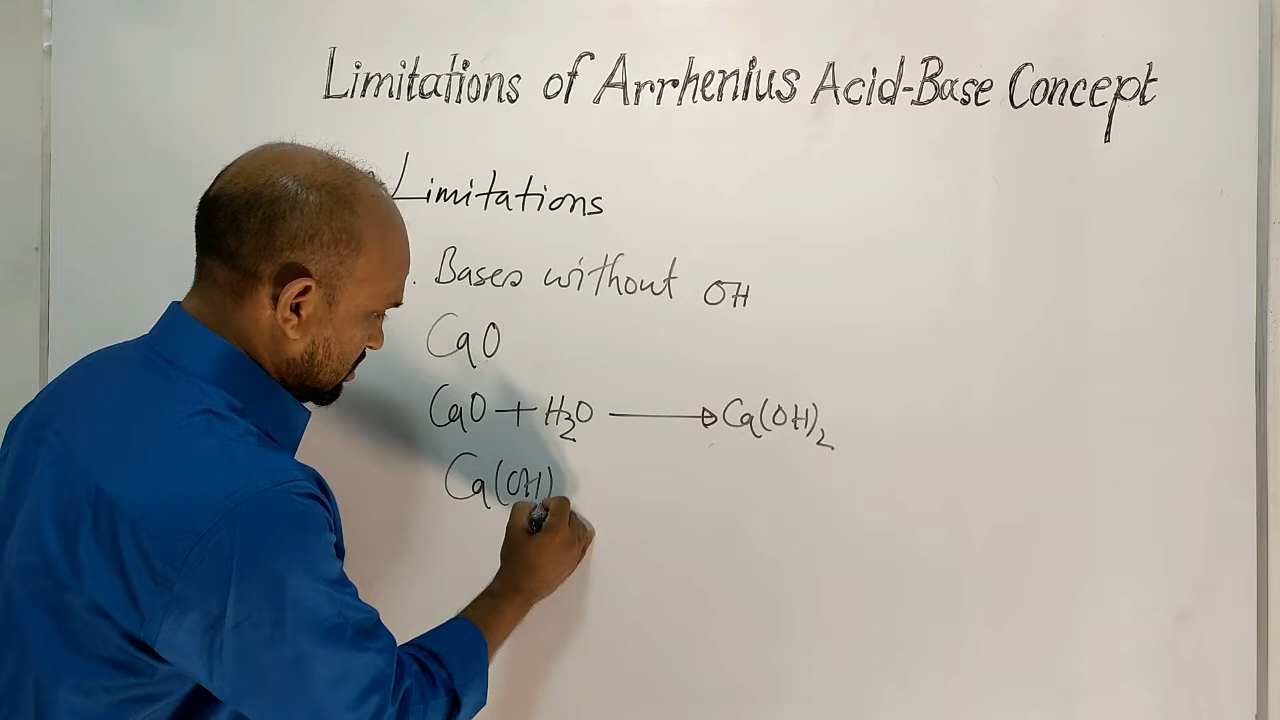 Limitations of Arrhenius Acid-Base Concept
Limitations
. Bases without OH
CaO
CaO + H₂O ⟶ Ca(OH)₂
Ca(OH)